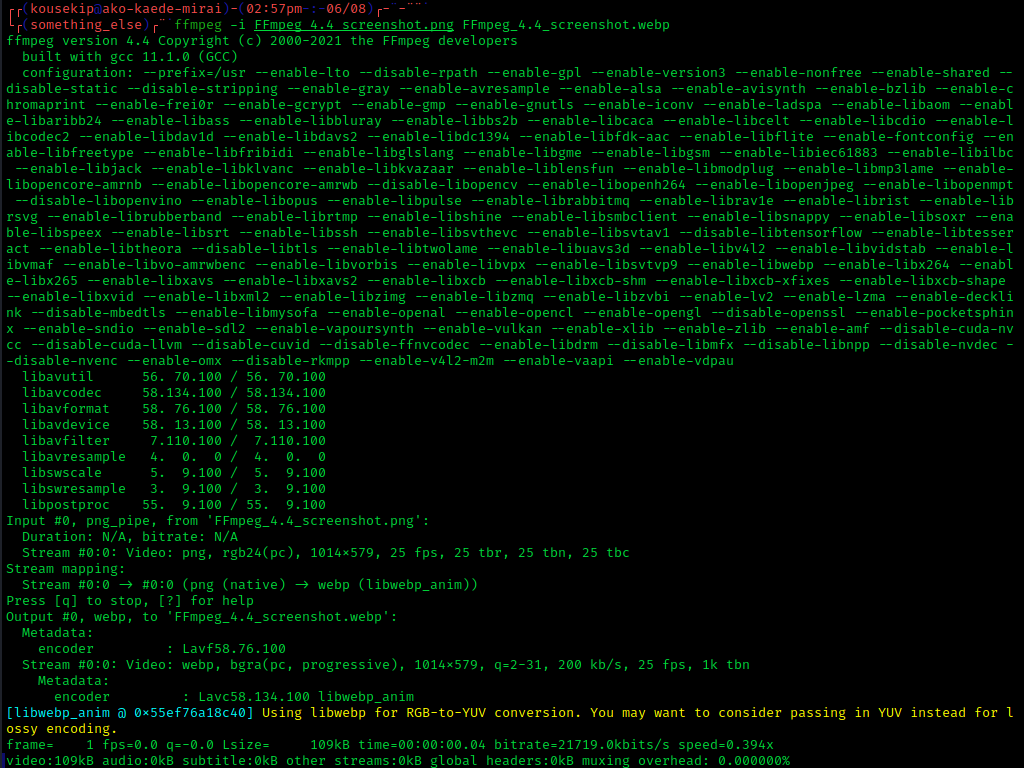 ┌┌(kousekip@ako-kaede-mirai)-(02:57pm-:-06/08)┌-¨-¨¨
└┌(something_else)┌¨¨ffmpeg -i FFmpeg_4.4_screenshot.png FFmpeg_4.4_screenshot.webp
ffmpeg version 4.4 Copyright (c) 2000-2021 the FFmpeg developers
  built with gcc 11.1.0 (GCC)
  configuration: --prefix=/usr --enable-lto --disable-rpath --enable-gpl --enable-version3 --enable-nonfree --enable-shared --
disable-static --disable-stripping --enable-gray --enable-avresample --enable-alsa --enable-avisynth --enable-bzlib --enable-c
hromaprint --enable-frei0r --enable-gcrypt --enable-gmp --enable-gnutls --enable-iconv --enable-ladspa --enable-libaom --enabl
e-libaribb24 --enable-libass --enable-libbluray --enable-libbs2b --enable-libcaca --enable-libcelt --enable-libcdio --enable-l
ibcodec2 --enable-libdav1d --enable-libdavs2 --enable-libdc1394 --enable-libfdk-aac --enable-libflite --enable-fontconfig --en
able-libfreetype --enable-libfribidi --enable-libglslang --enable-libgme --enable-libgsm --enable-libiec61883 --enable-libilbc
 --enable-libjack --enable-libklvanc --enable-libkvazaar --enable-liblensfun --enable-libmodplug --enable-libmp3lame --enable-
libopencore-amrnb --enable-libopencore-amrwb --disable-libopencv --enable-libopenh264 --enable-libopenjpeg --enable-libopenmpt
 --disable-libopenvino --enable-libopus --enable-libpulse --enable-librabbitmq --enable-librav1e --enable-librist --enable-lib
rsvg --enable-librubberband --enable-librtmp --enable-libshine --enable-libsmbclient --enable-libsnappy --enable-libsoxr --ena
ble-libspeex --enable-libsrt --enable-libssh --enable-libsvthevc --enable-libsvtav1 --disable-libtensorflow --enable-libtesser
act --enable-libtheora --disable-libtls --enable-libtwolame --enable-libuavs3d --enable-libv4l2 --enable-libvidstab --enable-l
ibvmaf --enable-libvo-amrwbenc --enable-libvorbis --enable-libvpx --enable-libsvtvp9 --enable-libwebp --enable-libx264 --enabl
e-libx265 --enable-libxavs --enable-libxavs2 --enable-libxcb --enable-libxcb-shm --enable-libxcb-xfixes --enable-libxcb-shape
--enable-libxvid --enable-libxml2 --enable-libzimg --enable-libzmq --enable-libzvbi --enable-lv2 --enable-lzma --enable-deckli
nk --disable-mbedtls --enable-libmysofa --enable-openal --enable-opencl --enable-opengl --disable-openssl --enable-pocketsphin
x --enable-sndio --enable-sdl2 --enable-vapoursynth --enable-vulkan --enable-xlib --enable-zlib --enable-amf --disable-cuda-nv
cc --disable-cuda-llvm --disable-cuvid --disable-ffnvcodec --enable-libdrm --disable-libmfx --disable-libnpp --disable-nvdec -
-disable-nvenc --enable-omx --disable-rkmpp --enable-v4l2-m2m --enable-vaapi --enable-vdpau
  libavutil      56. 70.100 / 56. 70.100
  libavcodec     58.134.100 / 58.134.100
  libavformat    58. 76.100 / 58. 76.100
  libavdevice    58. 13.100 / 58. 13.100
  libavfilter     7.110.100 /  7.110.100
  libavresample   4.  0.  0 /  4.  0.  0
  libswscale      5.  9.100 /  5.  9.100
  libswresample   3.  9.100 /  3.  9.100
  libpostproc    55.  9.100 / 55.  9.100
Input #0, png_pipe, from 'FFmpeg_4.4_screenshot.png':
  Duration: N/A, bitrate: N/A
  Stream #0:0: Video: png, rgb24(pc), 1014×579, 25 fps, 25 tbr, 25 tbn, 25 tbc
Stream mapping:
  Stream #0:0 -> #0:0 (png (native) -> webp (libwebp_anim))
Press [q] to stop, [?] for help
Output #0, webp, to 'FFmpeg_4.4_screenshot.webp':
  Metadata:
    encoder         : Lavf58.76.100
  Stream #0:0: Video: webp, bgra(pc, progressive), 1014×579, q=2-31, 200 kb/s, 25 fps, 1k tbn
    Metadata:
      encoder         : Lavc58.134.100 libwebp_anim
[libwebp_anim @ 0×55ef76a18c40] Using libwebp for RGB-to-YUV conversion. You may want to consider passing in YUV instead for l
ossy encoding.
frame=    1 fps=0.0 q=-0.0 Lsize=     109kB time=00:00:00.04 bitrate=21719.0kbits/s speed=0.394x
video:109kB audio:0kB subtitle:0kB other streams:0kB global headers:0kB muxing overhead: 0.000000%